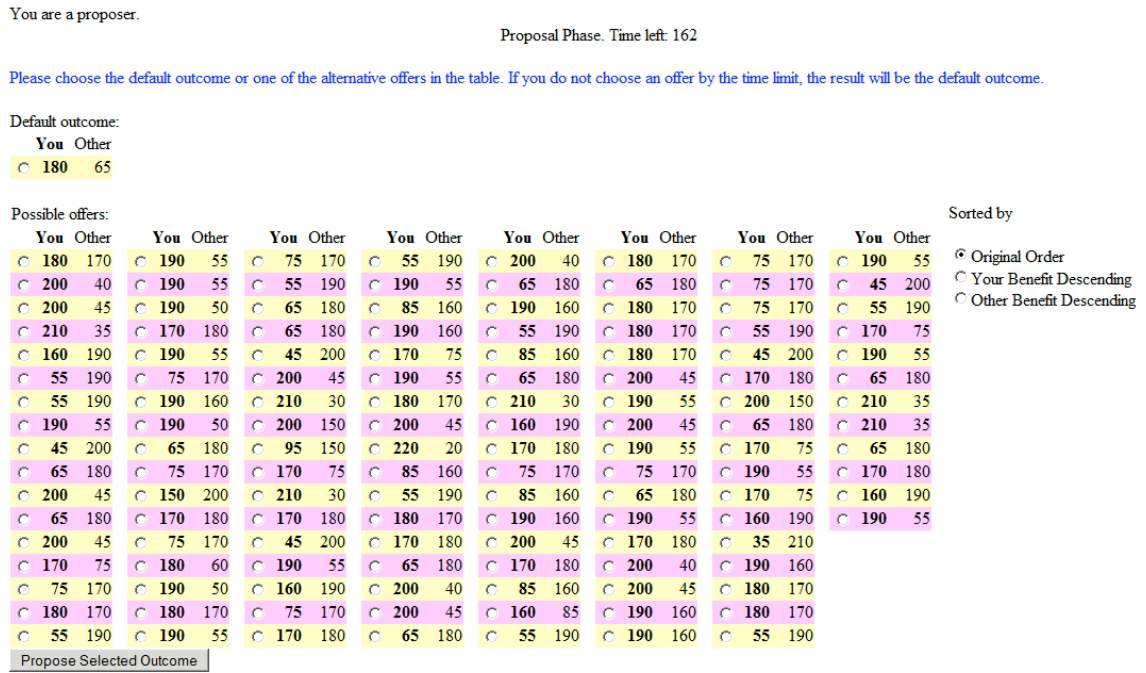 You are a proposer.
Proposal Phase. Time left: 162
Please choose the default outcome or one of the alternative offers in the table. If you do not choose an offer by the time limit, the result will be the default outcome.
Default outcome:
You Other
180 65
Possible offers:
Sorted by
You Other You Other You Other You Other You Other You Other You Other You Other
180 170 190 55 75 170 55 190 200 40 180 170 75 170 190 55 Original Order
200 40 190 55 55 190 190 55 65 180 65 180 75 170 45 200 Your Benefit Descending
200 45 190 50 65 180 85 160 190 160 180 170 75 170 55 190 Other Benefit Descending
210 35 170 180 65 180 190 160 55 190 180 170 55 190 170 75
160 190 190 55 45 200 170 75 85 160 180 170 45 200 190 55
55 190 75 170 200 45 190 55 65 180 200 45 170 180 65 180
55 190 190 160 210 30 180 170 210 30 190 55 200 150 210 35
190 55 190 50 200 150 200 45 160 190 200 45 65 180 210 35
45 200 65 180 95 150 220 20 170 180 190 55 170 75 65 180
65 180 75 170 170 75 85 160 75 170 75 170 190 55 170 180
200 45 150 200 210 30 55 190 85 160 65 180 170 75 160 190
65 180 170 180 170 180 180 170 190 160 190 55 160 190 190 55
200 45 75 170 45 200 170 180 200 45 170 180 35 210
170 75 180 60 190 55 65 180 170 180 200 40 190 160
75 170 190 50 160 190 200 40 85 160 200 45 180 170
180 170 180 170 75 170 200 45 160 85 190 160 180 170
55 190 190 55 170 180 65 180 55 190 190 160 55 190
Propose Selected Outcome